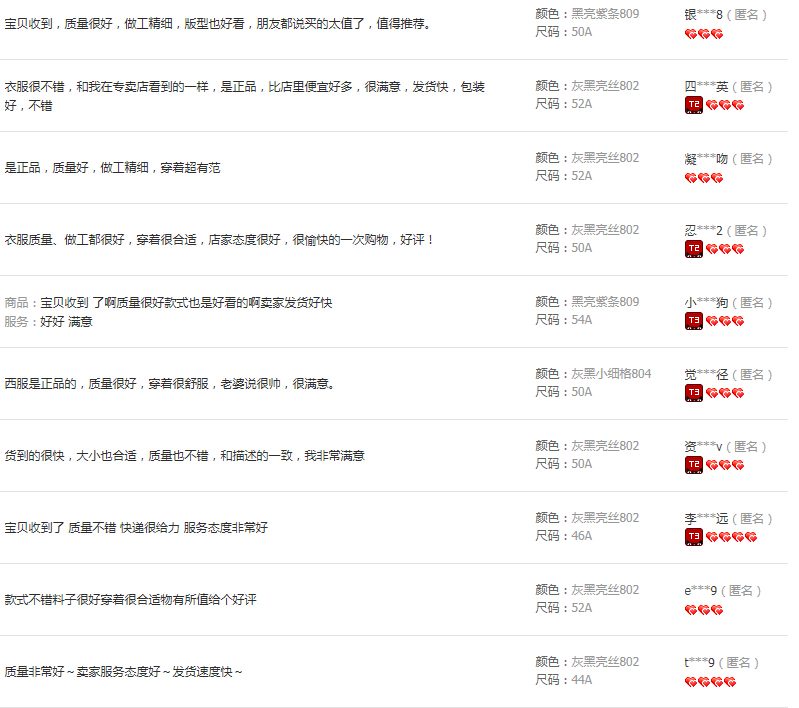 宝贝收到，质量很好，做工精细，版型也好看，朋友都说买的太值了，值得推荐。
颜色：黑亮紫条809
尺码：50A
银***8（匿名）
衣服很不错，和我在专卖店看到的一样，是正品，比店里便宜好多，很满意，发货快，包装
好，不错
颜色：灰黑亮丝802
尺码：52A
四***英（匿名）
T2
是正品，质量好，做工精细，穿着超有范
颜色：灰黑亮丝802
尺码：52A
凝***吻（匿名）
衣服质量、做工都很好，穿着很合适，店家态度很好，很愉快的一次购物，好评！
颜色：灰黑亮丝802
尺码：50A
忍***2（匿名）
T2
商品：宝贝收到 了啊质量很好款式也是好看的啊卖家发货好快
服务：好好 满意
颜色：黑亮紫条809
尺码：54A
小***狗（匿名）
T3
西服是正品的，质量很好，穿着很舒服，老婆说很帅，很满意。
颜色：灰黑小细格804
尺码：50A
觉***径（匿名）
T3
货到的很快，大小也合适，质量也不错，和描述的一致，我非常满意
颜色：灰黑亮丝802
尺码：50A
资***v（匿名）
T2
宝贝收到了 质量不错 快递很给力 服务态度非常好
颜色：灰黑亮丝802
尺码：46A
李***远（匿名）
T3
款式不错料子很好穿着很合适物有所值给个好评
颜色：灰黑亮丝802
尺码：52A
e***9（匿名）
质量非常好～卖家服务态度好～发货速度快～
颜色：灰黑亮丝802
尺码：44A
t***9（匿名）